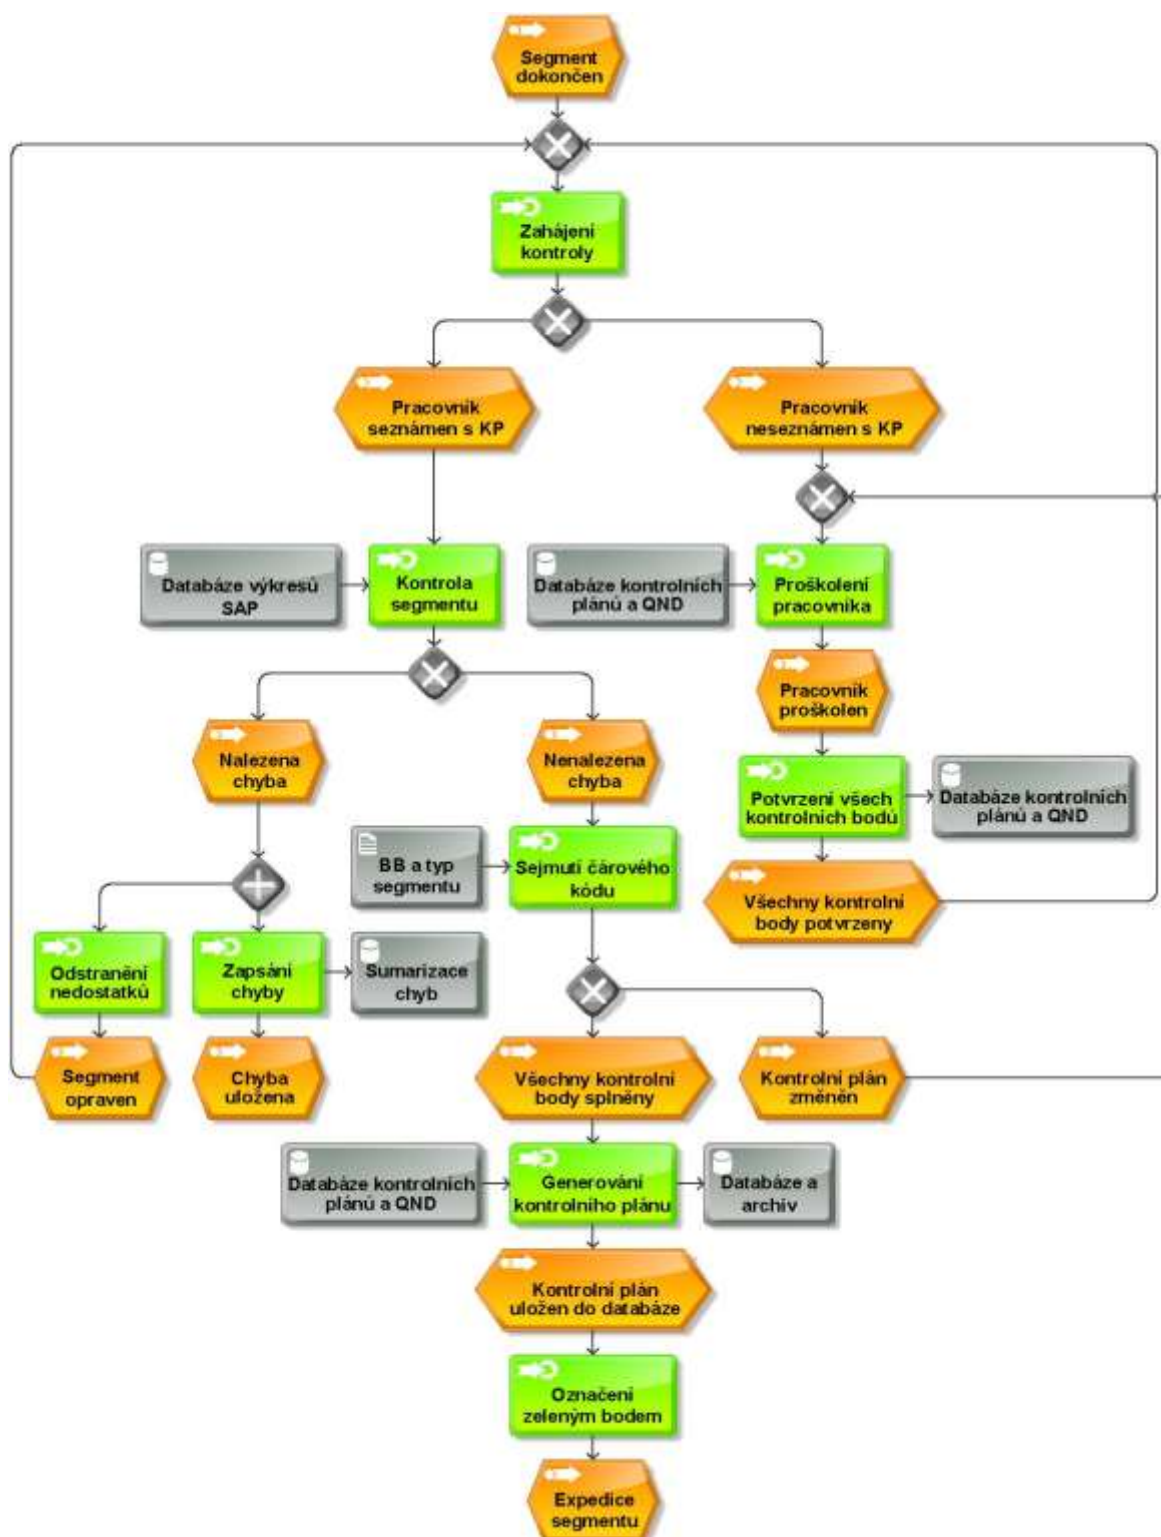 Segment
dokončen
Zahájení
kontroly
Pracovník
seznámen s KP
Pracovník
neseznámen s KP
Databáze výkresů
SAP
Kontrola
segmentu
Databáze kontrolních
plánů a QND
Proškolení
pracovníka
Pracovník
proškolen
Nalezena
chyba
Nenalezena
chyba
Potvrzení všech
kontrolních bodů
Databáze kontrolních
plánů a QND
BB a typ
segmentu
Sejmutí čárového
kódu
Všechny kontrolní
body potvrzeny
Odstranění
nedostatků
Zapsání
chyby
Sumarizace
chyb
Segment
opraven
Chyba
uložena
Všechny kontrolní
body splněny
Kontrolní plán
změněn
Databáze kontrolních
plánů a QND
Generování
kontrolního plánu
Databáze a
archív
Kontrolní plán
uložen do databáze
Označení
zeleným bodem
Expedice
segmentu